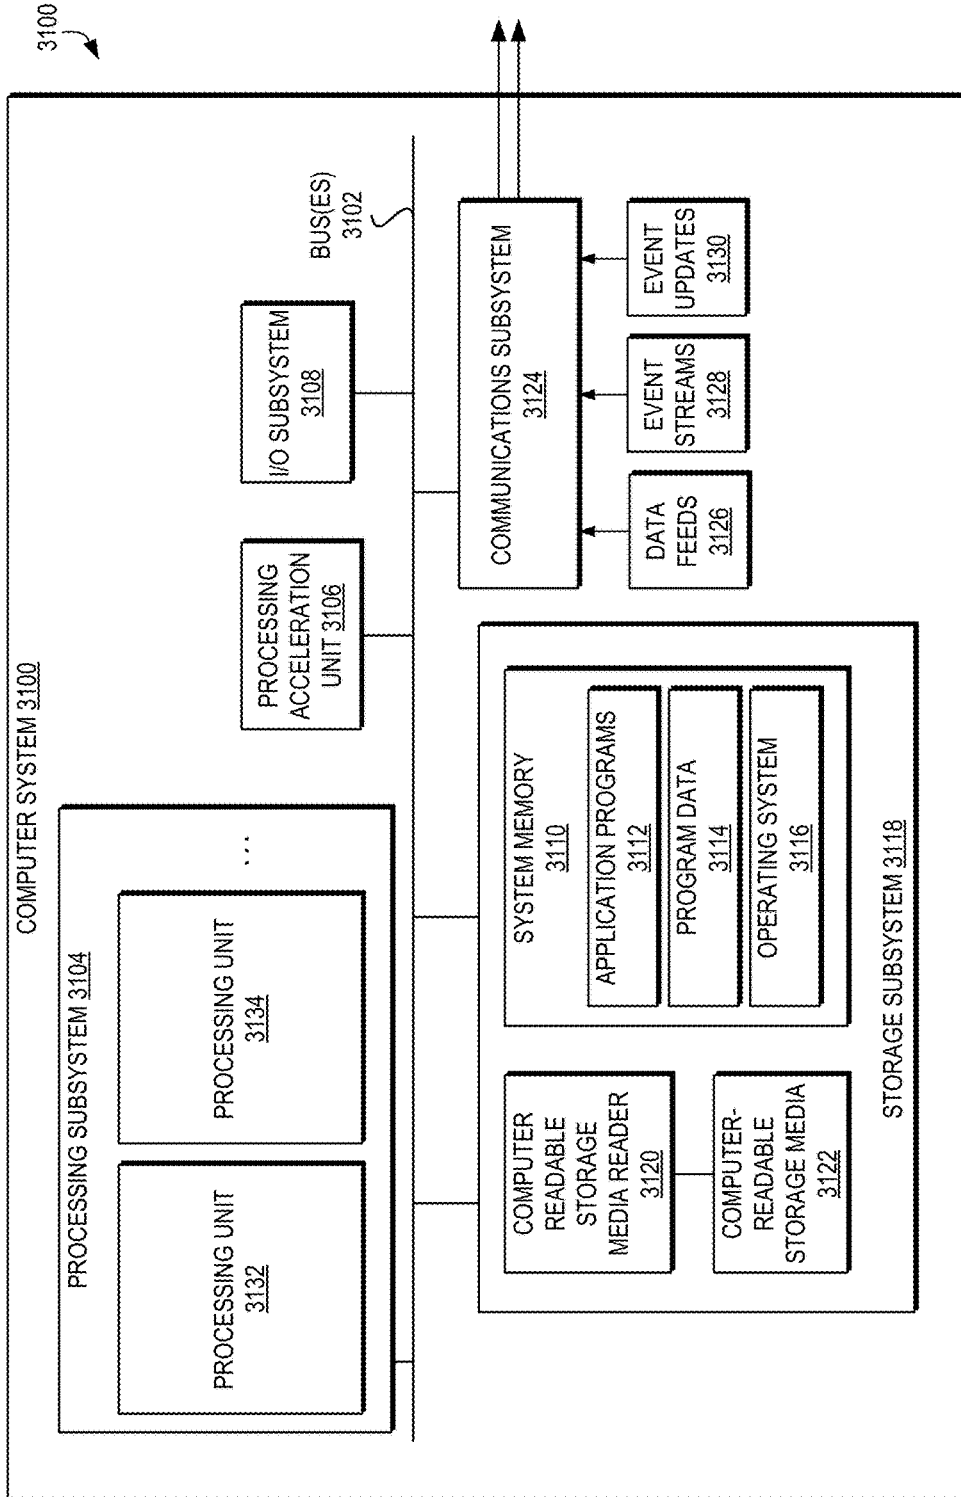 3100
COMPUTER SYSTEM 3100
PROCESSING SUBSYSTEM 3104
PROCESSING UNIT
3132
PROCESSING UNIT
3134
...
PROCESSING
ACCELERATION
UNIT 3106
I/O SUBSYSTEM
3108
BUS(ES)
3102
COMPUTER
READABLE
STORAGE
MEDIA READER
3120
COMPUTER-
READABLE
STORAGE MEDIA
3122
SYSTEM MEMORY
3110
APPLICATION PROGRAMS
3112
PROGRAM DATA
3114
OPERATING SYSTEM
3116
STORAGE SUBSYSTEM 3118
COMMUNICATIONS SUBSYSTEM
3124
DATA
FEEDS
3126
EVENT
STREAMS
3128
EVENT
UPDATES
3130